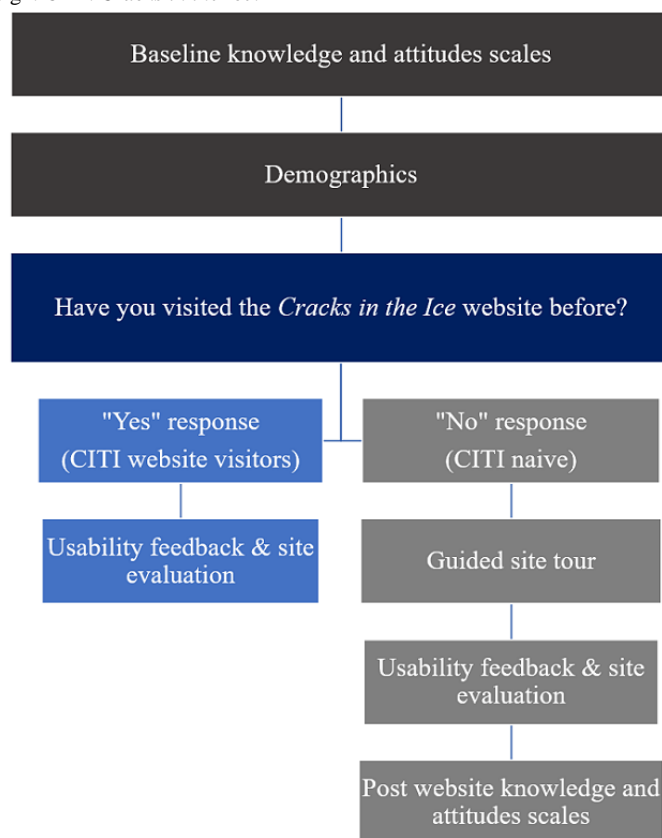 Baseline knowledge and attitudes scales
Demographics
Have you visited the Cracks in the Ice website before?
"Yes" response
(CITI website visitors)
"No" response
(CITI naive)
Usability feedback & site
evaluation
Guided site tour
Usability feedback & site
evaluation
Post website knowledge and
attitudes scales